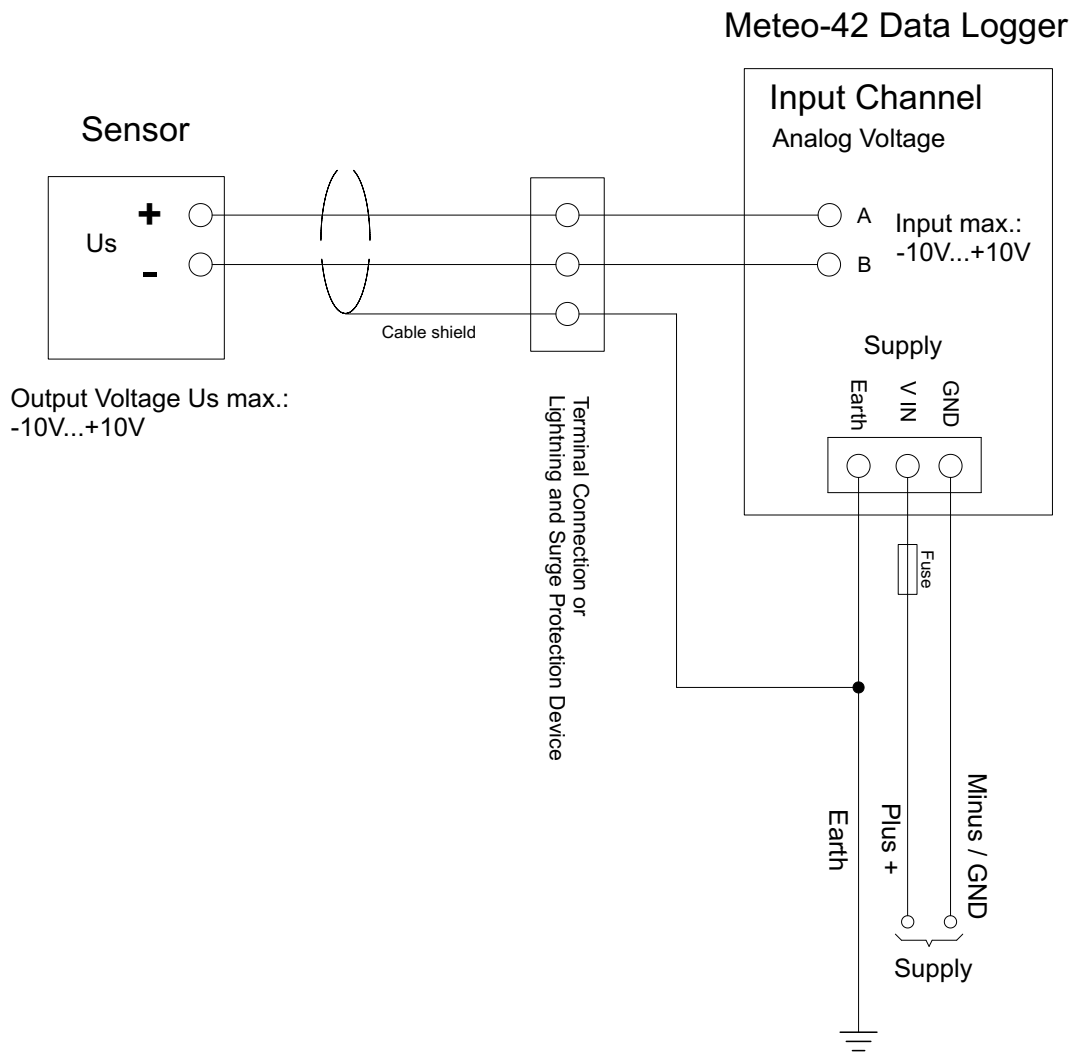 Meteo-42 Data Logger
Sensor
+
Us
-
Output Voltage Us max.:
-10V...+10V
Cable shield
Terminal Connection or
Lightning and Surge Protection Device
Input Channel
Analog Voltage
A
B
Input max.:
-10V...+10V
Supply
Earth
V IN
GND
Fuse
Earth
Plus +
Minus / GND
Supply